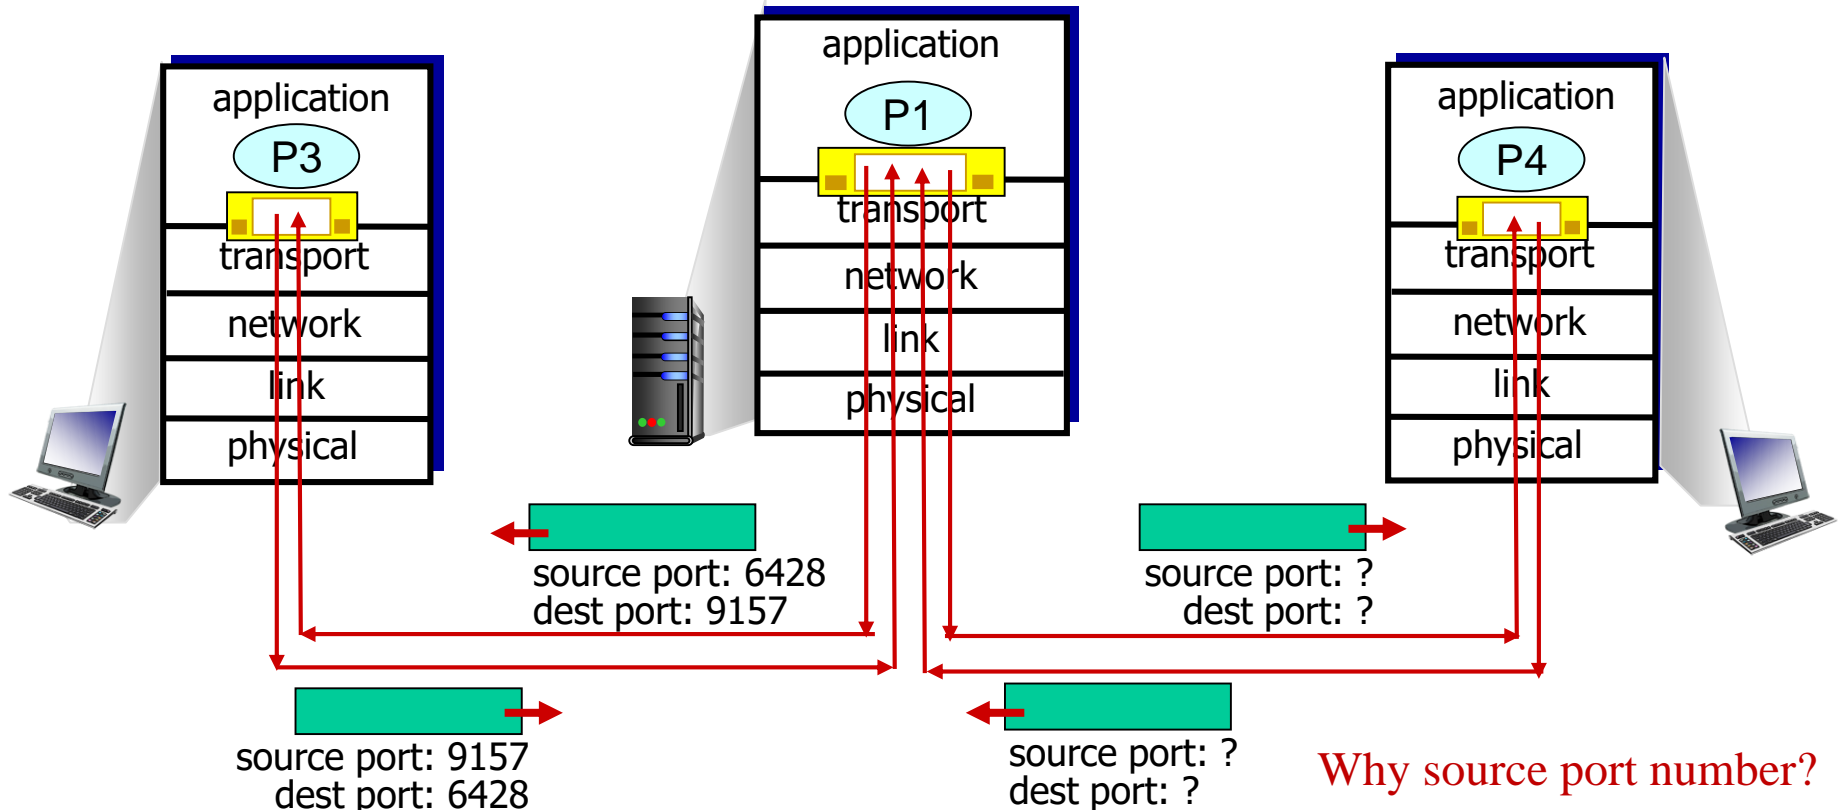 application
P3
transport
network
link
physical
application
P1
transport
network
link
physical
application
P4
transport
network
link
physical
source port: 6428
dest port: 9157
source port: ?
dest port: ?
source port: 9157
dest port: 6428
source port: ?
dest port: ?
Why source port number?